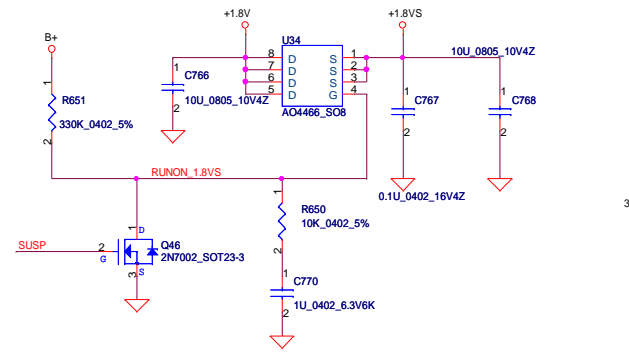 +1.8V
+1.8VS
B+
U34
8 D S 1
7 D S 2
6 D S 3
5 D G 4
AO4466_SO8
1
C766
2
10U_0805_10V4Z
10U_0805_10V4Z
1
C767
2
0.1U_0402_16V4Z
1
C768
2
1
R651
330K_0402_5%
2
RUNON_1.8VS
3
1
R650
10K_0402_5%
2
1
D
SUSP
2
G
Q46
2N7002_SOT23-3
3
S
1
C770
1U_0402_6.3V6K
2